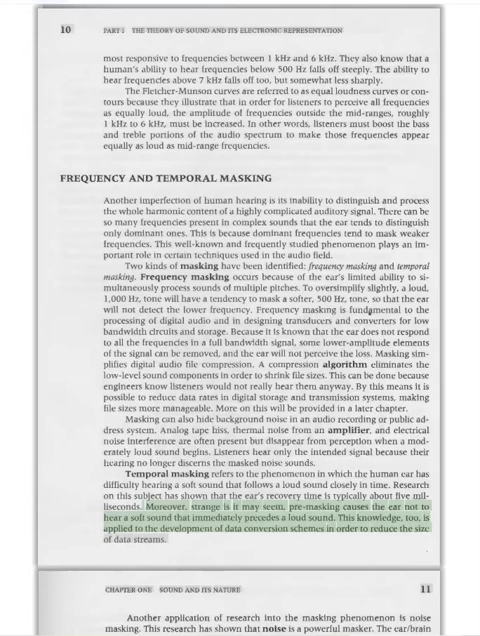 10 PART I THE THEORY OF SOUND AND ITS ELECTRONIC REPRESENTATION
most responsive to frequencies between 1 kHz and 6 kHz. They also know that a
human's ability to hear frequencies below 500 Hz falls off steeply. The ability to
hear frequencies above 7 kHz falls off too, but somewhat less sharply.
The Fletcher-Munson curves are referred to as equal loudness curves or con-
tours because they illustrate that in order for listeners to perceive all frequencies
as equally loud, the amplitude of frequencies outside the mid-ranges, roughly
1 kHz to 6 kHz, must be increased. In other words, listeners must boost the bass
and treble portions of the audio spectrum to make those frequencies appear
equally as loud as mid-range frequencies.
FREQUENCY AND TEMPORAL MASKING
Another imperfection of human hearing is its inability to distinguish and process
the whole harmonic content of a highly complicated auditory signal. There can be
so many frequencies present in complex sounds that the ear tends to distinguish
only dominant ones. This is because dominant frequencies tend to mask weaker
frequencies. This well-known and frequently studied phenomenon plays an im-
portant role in certain techniques used in the audio field.
Two kinds of masking have been identified: frequency masking and temporal
masking. Frequency masking occurs because of the ear's limited ability to si-
multaneously process sounds of multiple pitches. To oversimplify slightly, a loud,
1,000 Hz, tone will have a tendency to mask a softer, 500 Hz, tone, so that the ear
will not detect the lower frequency. Frequency masking is fundamental to the
processing of digital audio and in designing transducers and converters for low
bandwidth circuits and storage. Because it is known that the ear does not respond
to all the frequencies in a full bandwidth signal, some lower-amplitude elements
of the signal can be removed, and the ear will not perceive the loss. Masking sim-
plifies digital audio file compression. A compression algorithm eliminates the
low-level sound components in order to shrink file sizes. This can be done because
engineers know listeners would not really hear them anyway. By this means it is
possible to reduce data rates in digital storage and transmission systems, making
file sizes more manageable. More on this will be provided in a later chapter.
Masking can also hide background noise in an audio recording or public ad-
dress system. Analog tape hiss, thermal noise from an amplifier, and electrical
noise interference are often present but disappear from perception when a mod-
erately loud sound begins. Listeners hear only the intended signal because their
hearing no longer discerns the masked noise sounds.
Temporal masking refers to the phenomenon in which the human ear has
difficulty hearing a soft sound that follows a loud sound closely in time. Research
on this subject has shown that the ear's recovery time is typically about five mil-
liseconds. Moreover, strange is it may seem, pre-masking causes the ear not to
hear a soft sound that immediately precedes a loud sound. This knowledge, too, is
applied to the development of data conversion schemes in order to reduce the size
of data streams.
CHAPTER ONE SOUND AND ITS NATURE 11
Another application of research into the masking phenomenon is noise
masking. This research has shown that noise is a powerful masker. The ear/brain